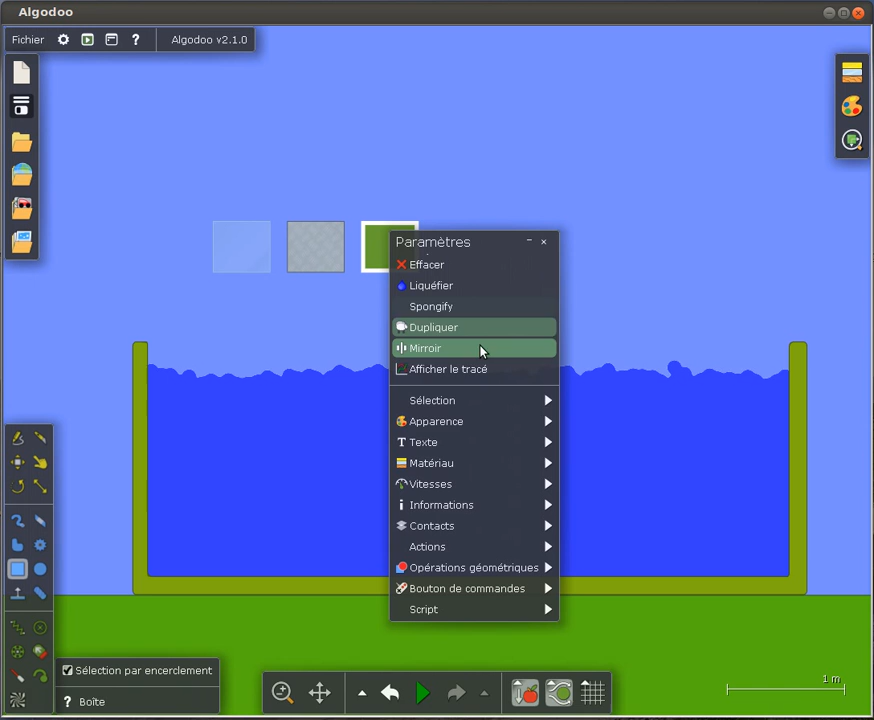 Algodoo
Fichier
Algodoo v2.1.0
Paramètres
Effacer
Liquéfier
Spongify
Dupliquer
Mirroir
Afficher le tracé
Sélection
Apparence
Texte
Matériau
Vitesses
Informations
Contacts
Actions
Opérations géométriques
Bouton de commandes
Script
Sélection par encerclement
? Boîte
1 m